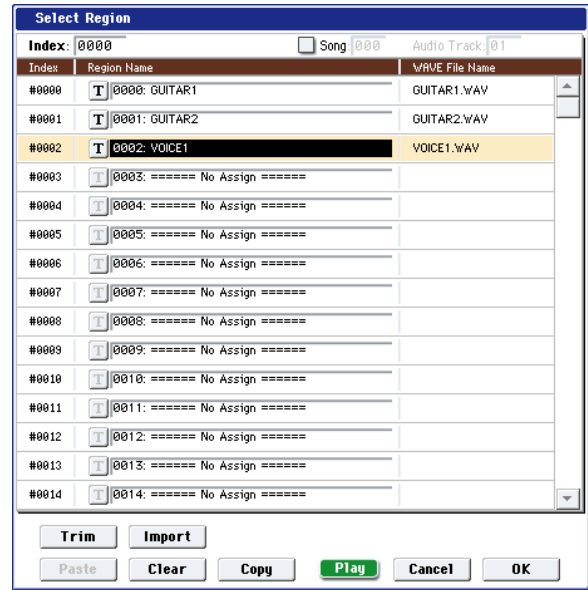 Select Region
Index: 0000 Song: 000 Audio Track: 01
Index Region Name WAVE File Name
#0000 T 0000: GUITAR1 GUITAR1.WAV
#0001 T 0001: GUITAR2 GUITAR2.WAV
#0002 T 0002: VOICE1 VOICE1.WAV
#0003 T 0003: ====== No Assign ======
#0004 T 0004: ====== No Assign ======
#0005 T 0005: ====== No Assign ======
#0006 T 0006: ====== No Assign ======
#0007 T 0007: ====== No Assign ======
#0008 T 0008: ====== No Assign ======
#0009 T 0009: ====== No Assign ======
#0010 T 0010: ====== No Assign ======
#0011 T 0011: ====== No Assign ======
#0012 T 0012: ====== No Assign ======
#0013 T 0013: ====== No Assign ======
#0014 T 0014: ====== No Assign ======
Trim Import
Paste Clear Copy Play Cancel OK